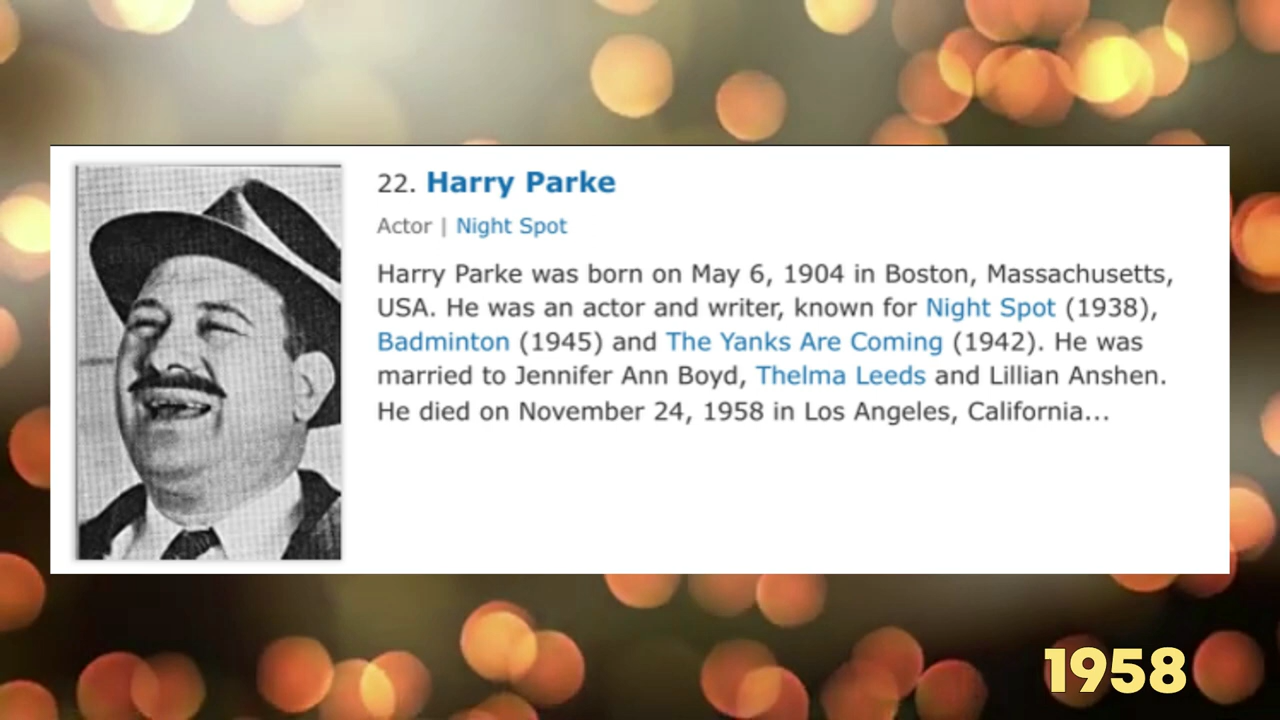 22. Harry Parke
Actor | Night Spot
Harry Parke was born on May 6, 1904 in Boston, Massachusetts,
USA. He was an actor and writer, known for Night Spot (1938),
Badminton (1945) and The Yanks Are Coming (1942). He was
married to Jennifer Ann Boyd, Thelma Leeds and Lillian Anshen.
He died on November 24, 1958 in Los Angeles, California...
1958